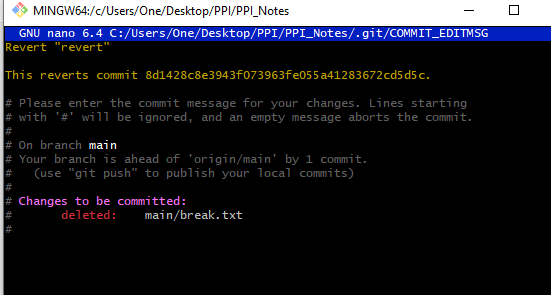 MINGW64:/c/Users/One/Desktop/PPI/PPI_Notes
GNU nano 6.4 C:/Users/One/Desktop/PPI/PPI_Notes/.git/COMMIT_EDITMSG
Revert "revert"
This reverts commit 8d1428c8e3943f073963fe055a41283672cd5d5c.
# Please enter the commit message for your changes. Lines starting
# with '#' will be ignored, and an empty message aborts the commit.
#
# On branch main
# Your branch is ahead of 'origin/main' by 1 commit.
#   (use "git push" to publish your local commits)
#
# Changes to be committed:
#       deleted:    main/break.txt
#